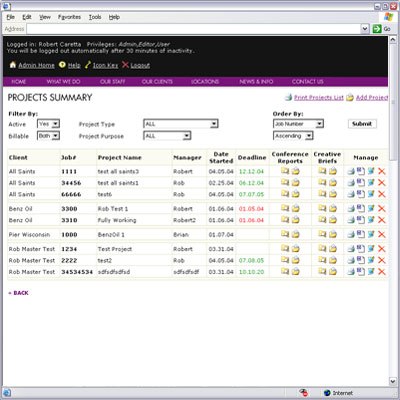 File Edit View Favorites Tools Help
Address Go
Logged in: Robert Caretta Privileges: Admin,Editor,User
You will be logged out automatically after 30 minutes of inactivity.
Admin Home Help Icon Key Logout
HOME WHAT WE DO OUR STAFF OUR CLIENTS LOCATIONS NEWS & INFO CONTACT US
PROJECTS SUMMARY Print Projects List Add Projec
Filter By: Order By:
Active Yes Project Type ALL Job Number Submit
Billable Both Project Purpose ALL Ascending
Client Job# Project Name Manager Date Started Deadline Conference Reports Creative Briefs Manage
All Saints 1111 test all saints3 Robert 04.05.04 12.12.04
All Saints 34456 test all saints1 Rob 02.25.04 06.12.04
All Saints 66666 test6 Rob 04.05.04 07.07.05
Benz Oil 3300 Rob Test 1 Robert 01.06.04 01.05.04
Benz Oil 3310 Fully Working Robert2 01.06.04 01.06.04
Pier Wisconsin 1000 BenzOil 1 Brian 01.07.04
Rob Master Test 1234 Test Project Robert 03.31.04
Rob Master Test 2222 test2 Rob 04.05.04 07.08.05
Rob Master Test 34534534 sdfsdfsdfsd sdfsdfsdf 03.31.04 10.10.20
« BACK
Internet